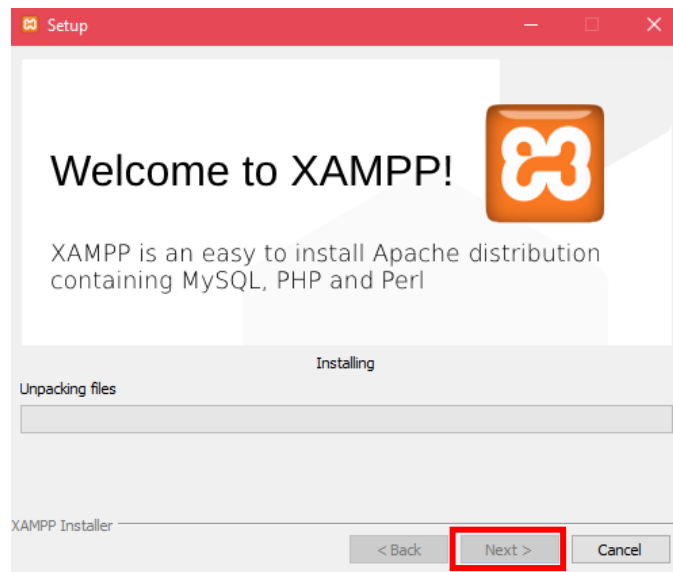 Setup
Welcome to XAMPP!
XAMPP is an easy to install Apache distribution
containing MySQL, PHP and Perl
Installing
Unpacking files
XAMPP Installer
< Back
Next >
Cancel